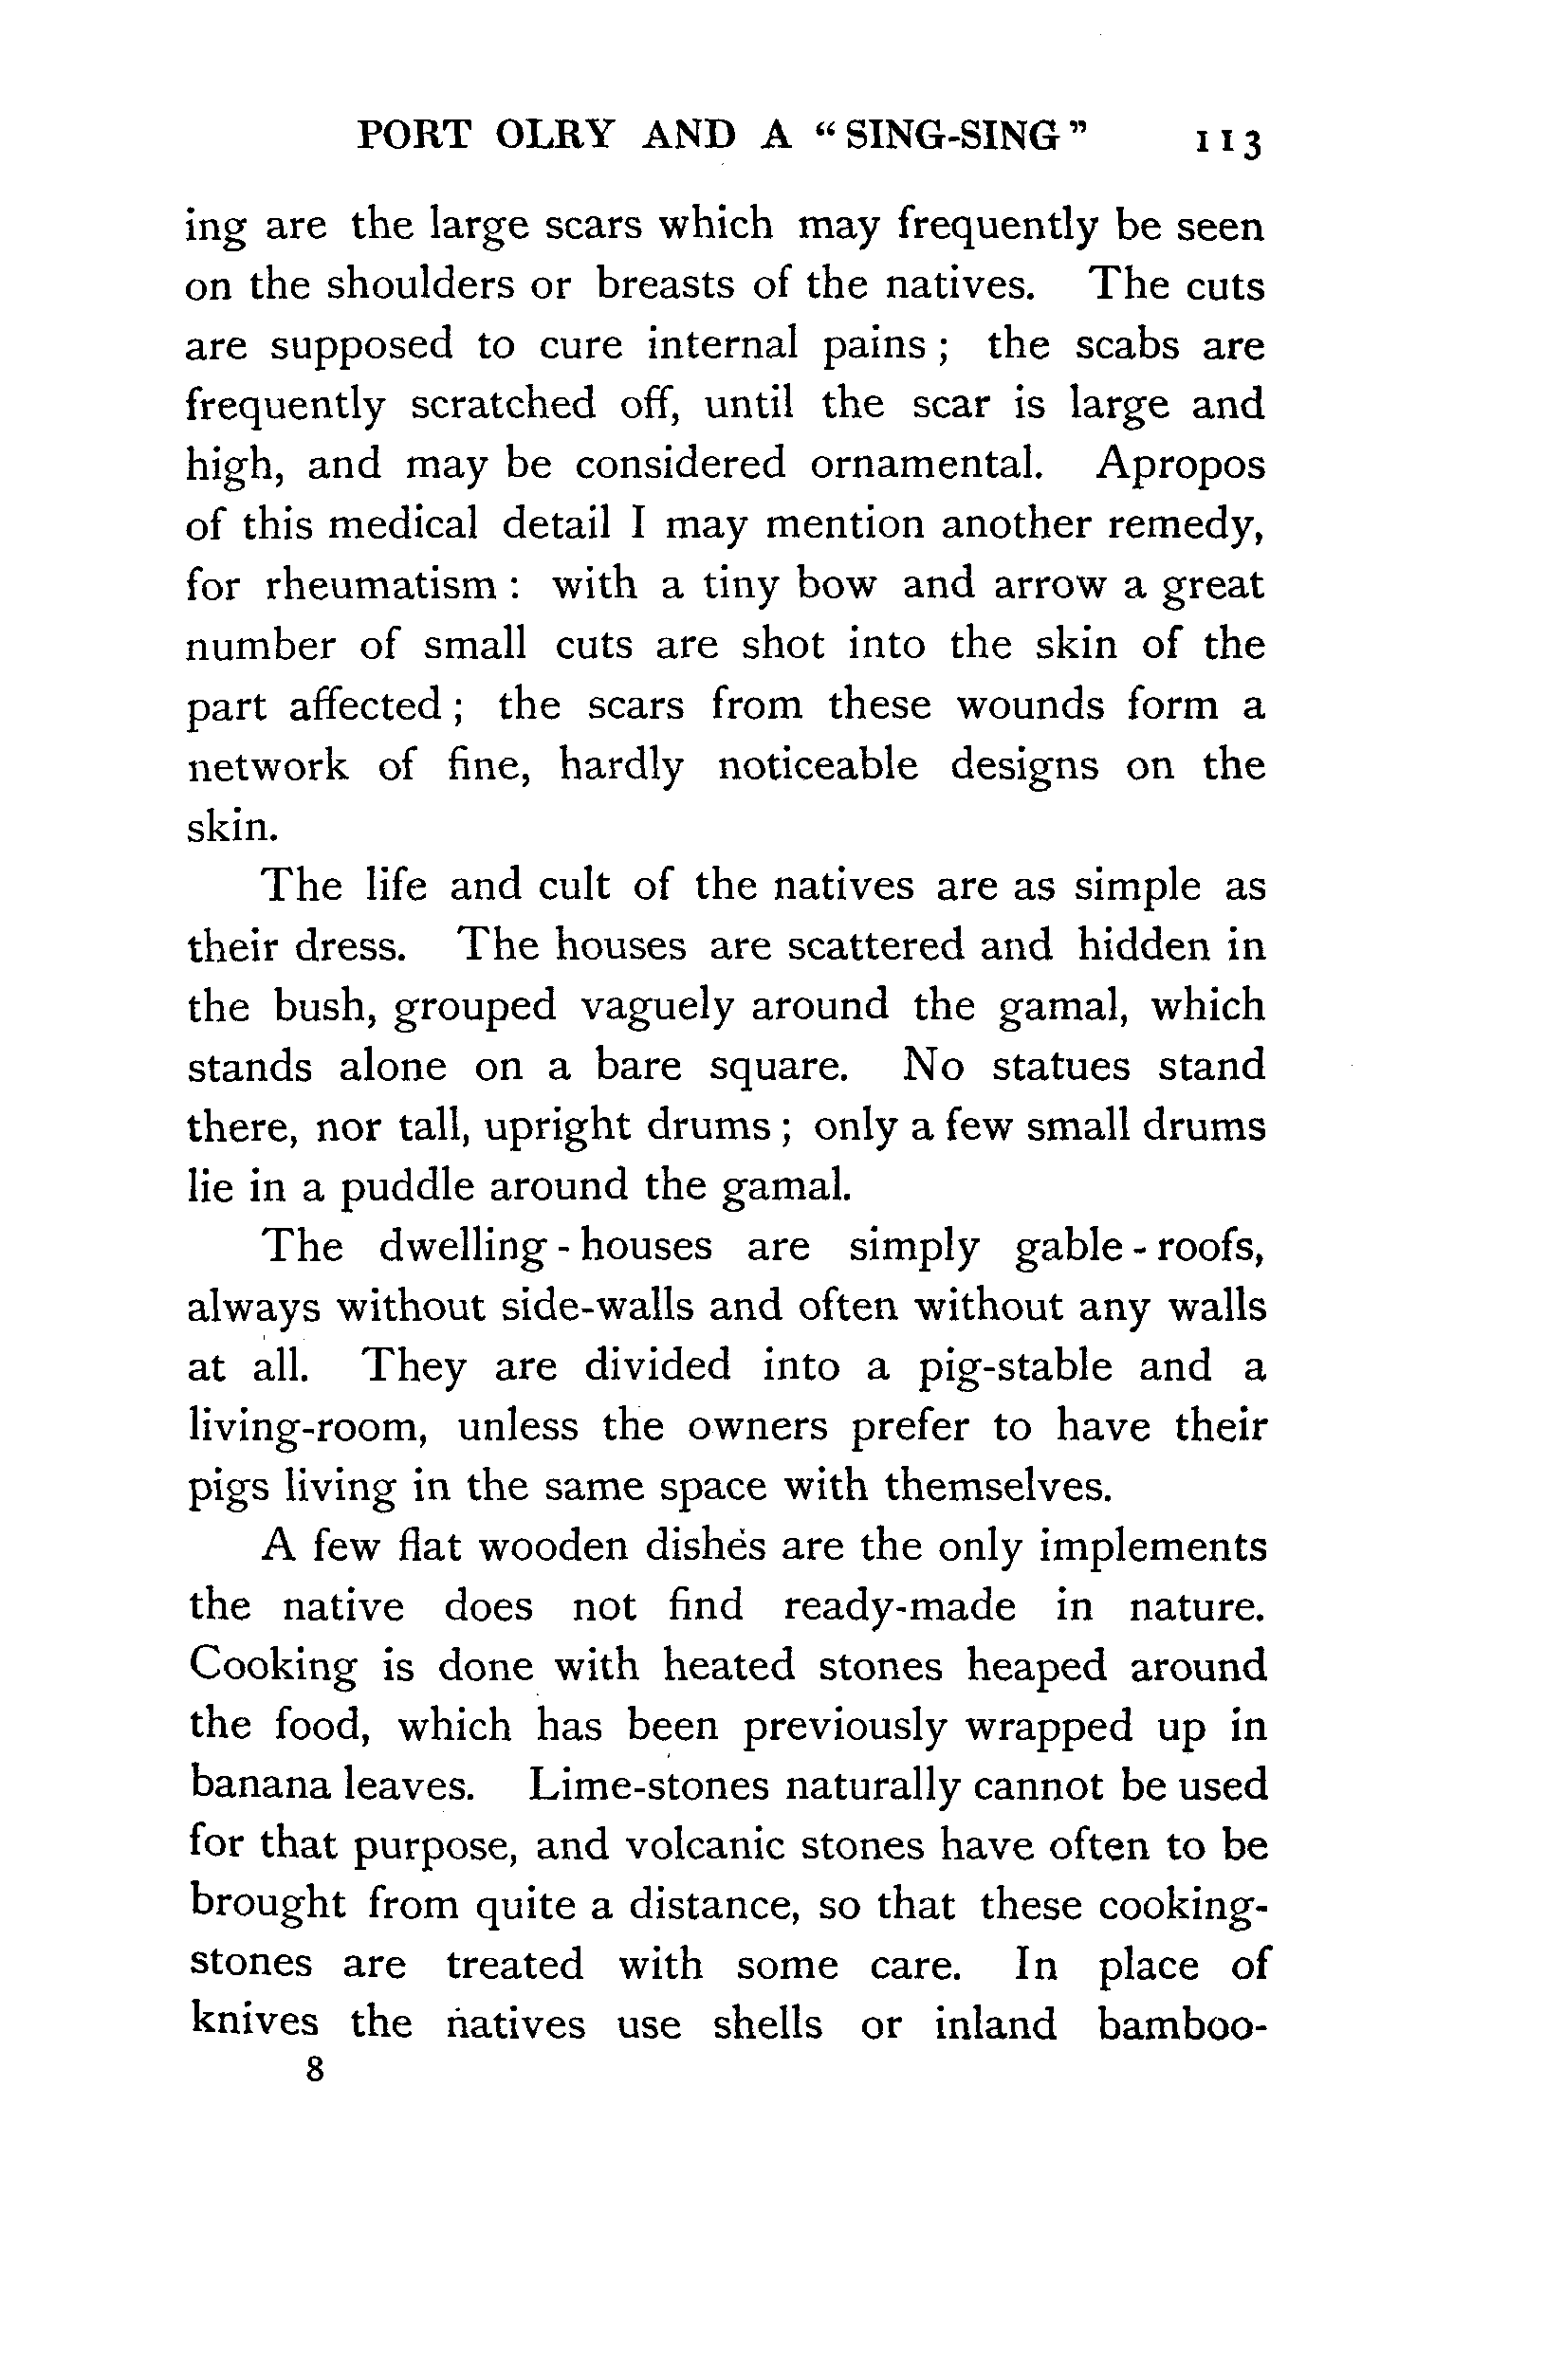 PORT OLRY AND A “SING-SING” 113
ing are the large scars which may frequently be seen
on the shoulders or breasts of the natives. The cuts
are supposed to cure internal pains ; the scabs are
frequently scratched off, until the scar is large and
high, and may be considered ornamental. Apropos
of this medical detail I may mention another remedy,
for rheumatism : with a tiny bow and arrow a great
number of small cuts are shot into the skin of the
part affected ; the scars from these wounds form a
network of fine, hardly noticeable designs on the
skin.
The life and cult of the natives are as simple as
their dress. The houses are scattered and hidden in
the bush, grouped vaguely around the gamal, which
stands alone on a bare square. No statues stand
there, nor tall, upright drums ; only a few small drums
lie in a puddle around the gamal.
The dwelling-houses are simply gable-roofs,
always without side-walls and often without any walls
at all. They are divided into a pig-stable and a
living-room, unless the owners prefer to have their
pigs living in the same space with themselves.
A few flat wooden dishes are the only implements
the native does not find ready-made in nature.
Cooking is done with heated stones heaped around
the food, which has been previously wrapped up in
banana leaves. Lime-stones naturally cannot be used
for that purpose, and volcanic stones have often to be
brought from quite a distance, so that these cooking-
stones are treated with some care. In place of
knives the natives use shells or inland bamboo-
8